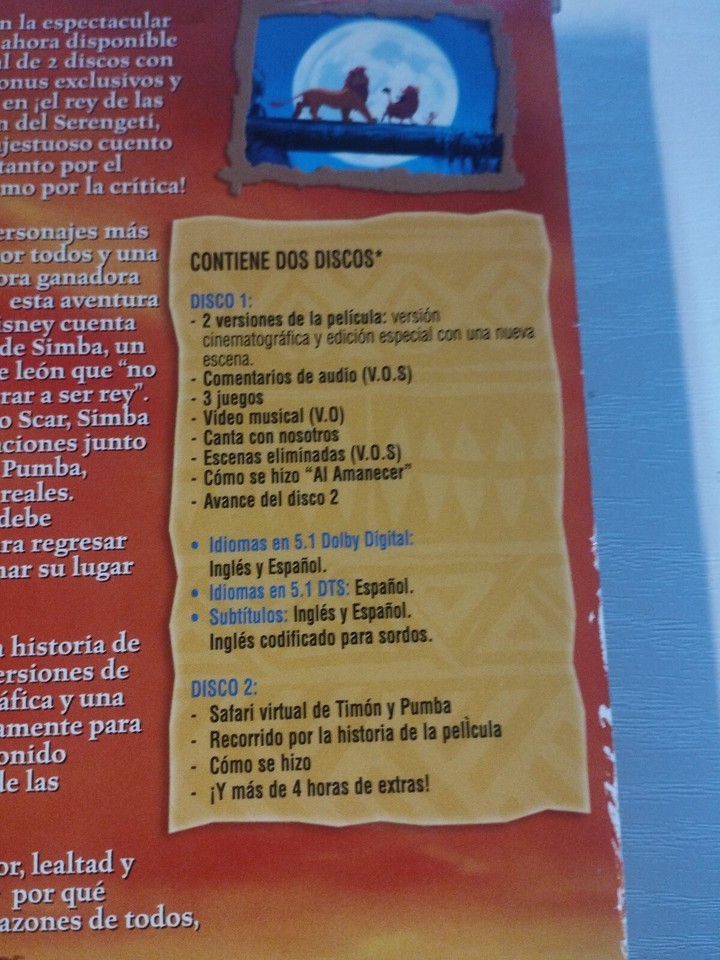 n la espectacular
ahora disponible
l de 2 discos con
onus exclusivos y
en ¡el rey de las
n del Serengeti,
jestuoso cuento
tanto por el
mo por la crítica!
ersonajes más
or todos y una
ora ganadora
esta aventura
isney cuenta
de Simba, un
e león que “no
rar a ser rey”.
o Scar, Simba
aciones junto
Pumba,
reales.
debe
ra regresar
nar su lugar
a historia de
ersiones de
áfica y una
amente para
onido
de las
or, lealtad y
por qué
azones de todos,
CONTIENE DOS DISCOS*
DISCO 1:
- 2 versiones de la película: versión
cinematográfica y edición especial con una nueva
escena.
- Comentarios de audio (V.O.S)
- 3 juegos
- Video musical (V.O)
- Canta con nosotros
- Escenas eliminadas (V.O.S)
- Cómo se hizo “Al Amanecer”
- Avance del disco 2
• Idiomas en 5.1 Dolby Digital:
Inglés y Español.
• Idiomas en 5.1 DTS: Español.
• Subtítulos: Inglés y Español.
Inglés codificado para sordos.
DISCO 2:
- Safari virtual de Timón y Pumba
- Recorrido por la historia de la pelÌcula
- Cómo se hizo
- ¡Y más de 4 horas de extras!